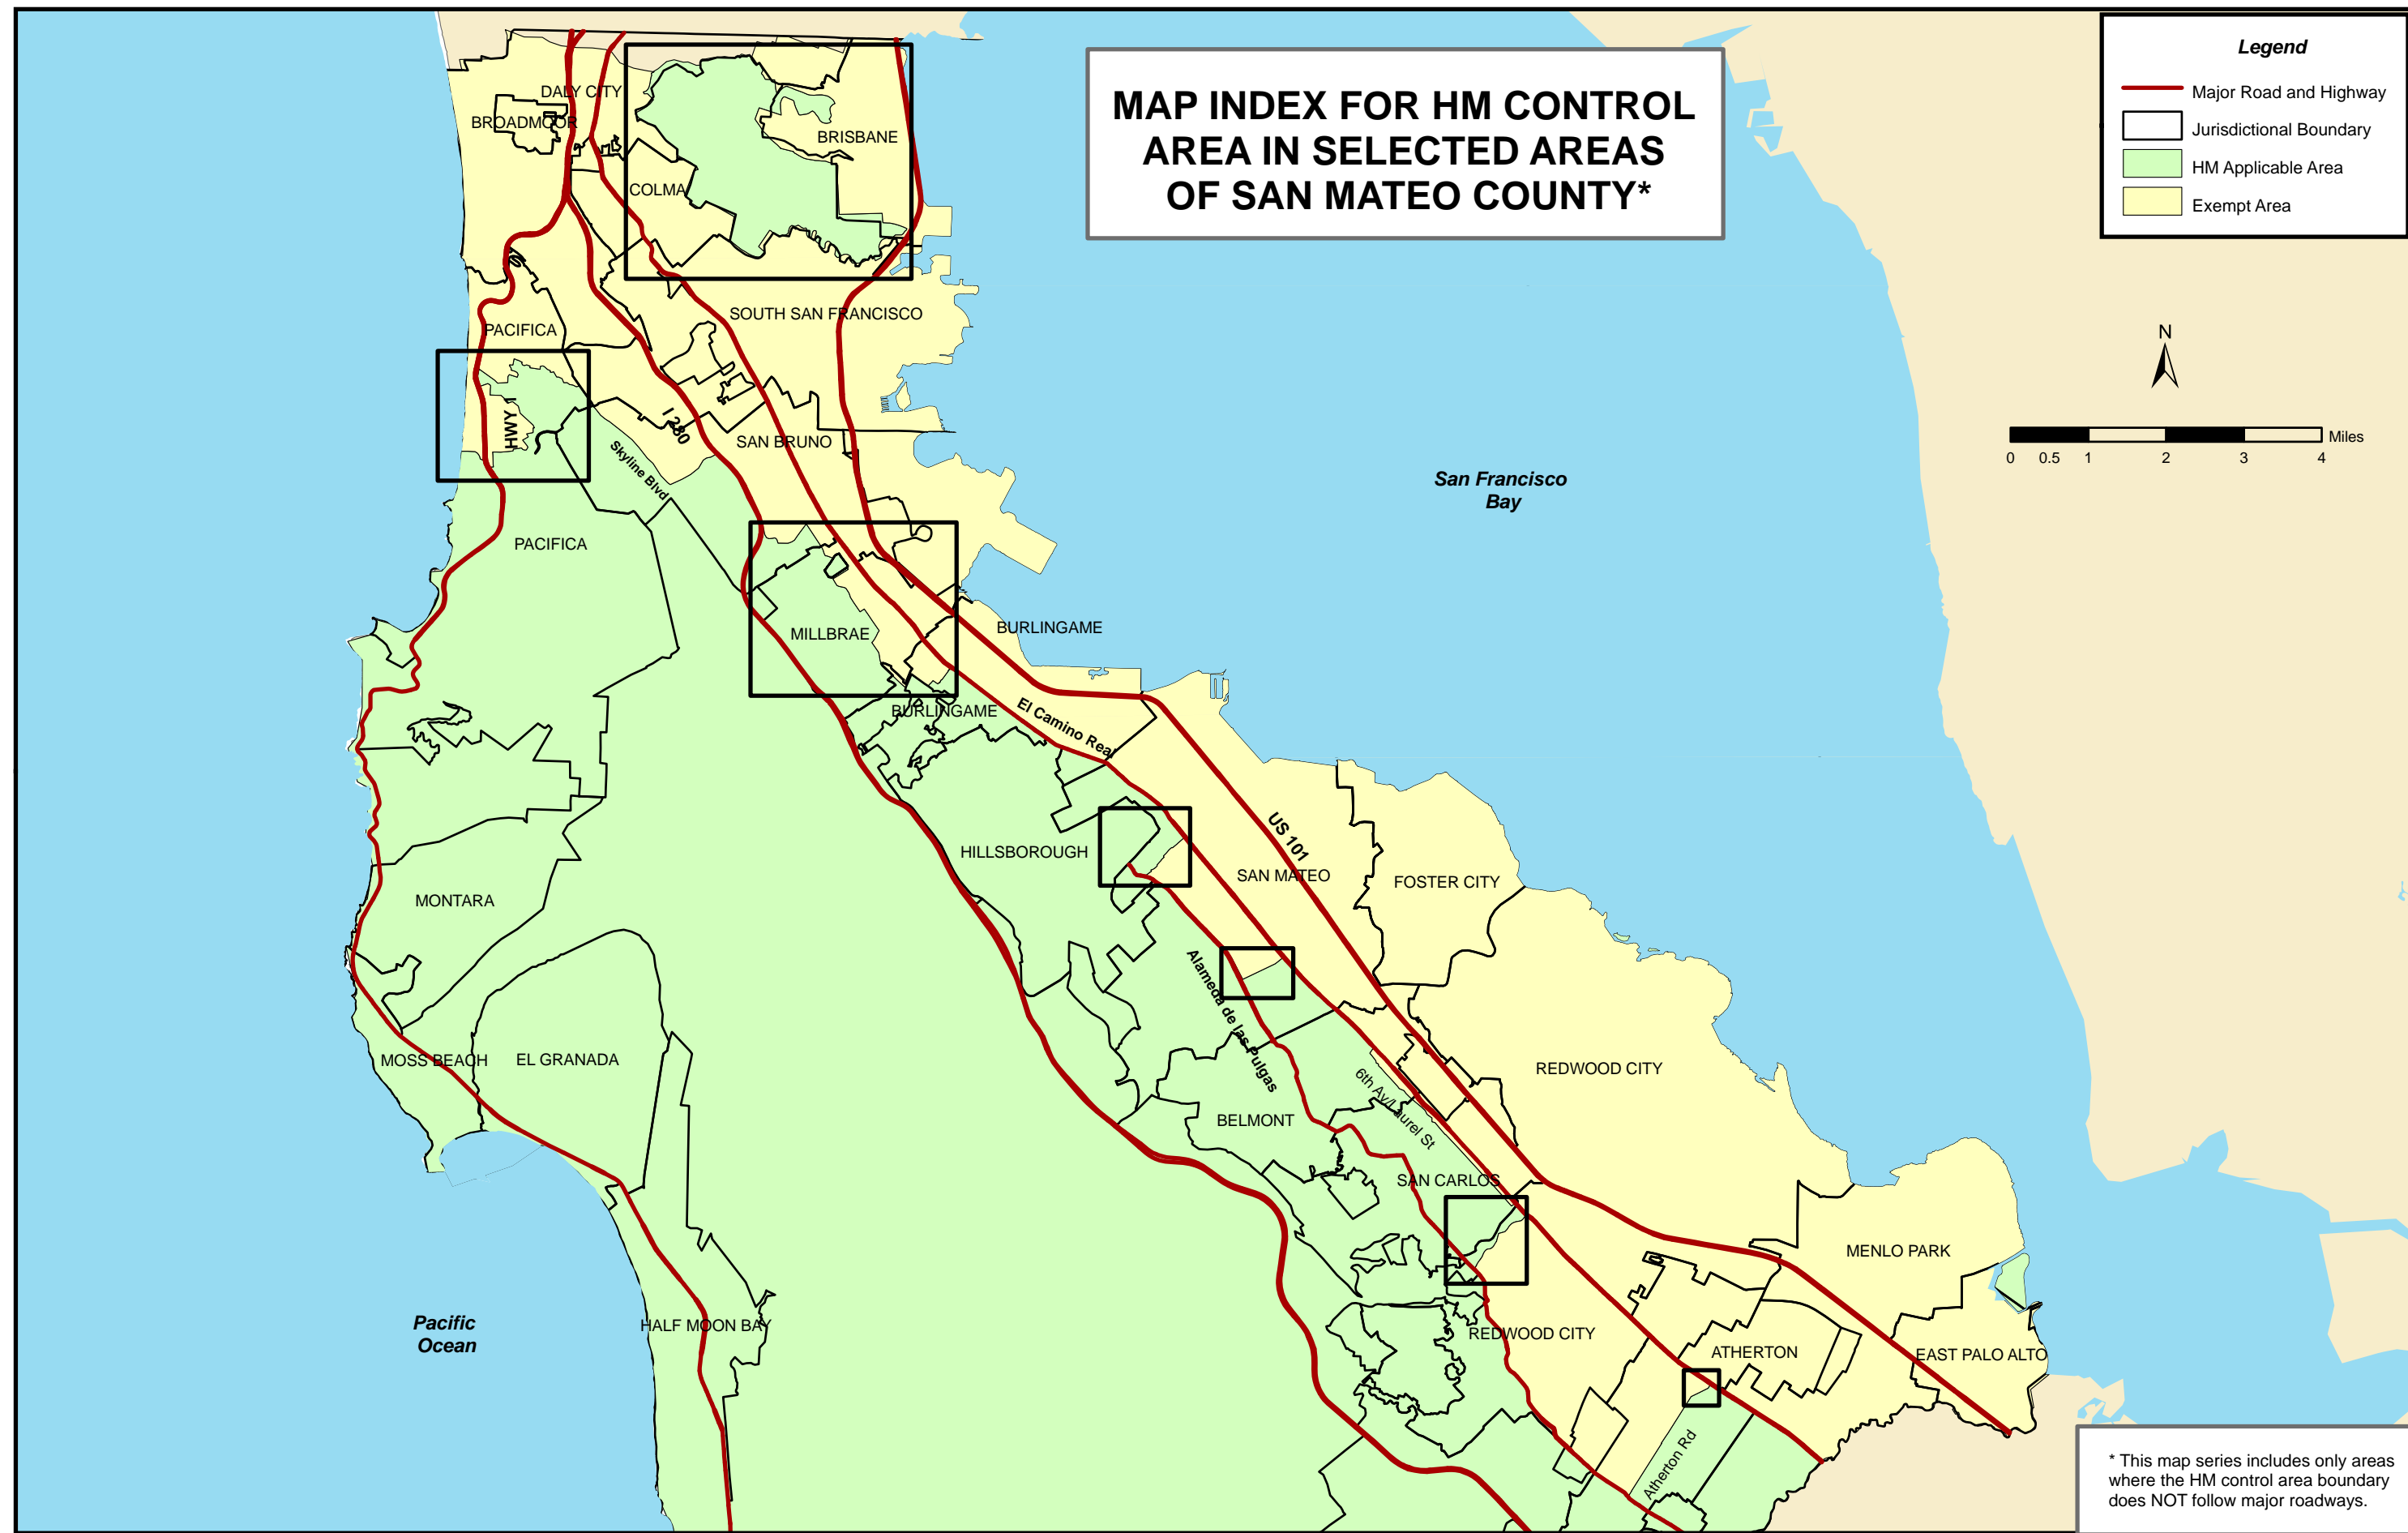 MAP INDEX FOR HM CONTROL
AREA IN SELECTED AREAS
OF SAN MATEO COUNTY*
Legend
Major Road and Highway
Jurisdictional Boundary
HM Applicable Area
Exempt Area
N
Miles
0 0.5 1 2 3 4
DALY CITY
BROADMOOR
BRISBANE
COLMA
SOUTH SAN FRANCISCO
PACIFICA
HWY 1
I 280
SAN BRUNO
Skyline Blvd
San Francisco
Bay
PACIFICA
MILLBRAE
BURLINGAME
BURLINGAME
El Camino Real
US 101
HILLSBOROUGH
SAN MATEO
FOSTER CITY
MONTARA
Alameda de las Pulgas
MOSS BEACH
EL GRANADA
REDWOOD CITY
6th Av/Laurel St
BELMONT
SAN CARLOS
MENLO PARK
Pacific
Ocean
HALF MOON BAY
REDWOOD CITY
ATHERTON
EAST PALO ALTO
Atherton Rd
* This map series includes only areas
where the HM control area boundary
does NOT follow major roadways.